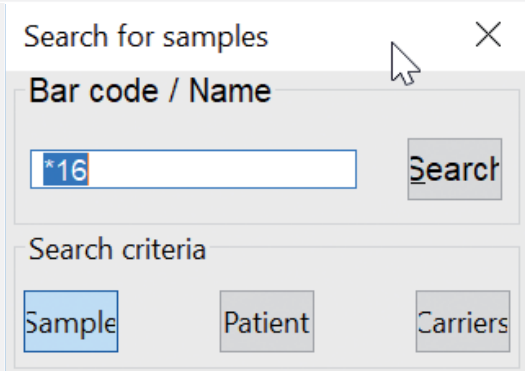 Search for samples
Bar code / Name
*16
Search
Search criteria
Sample
Patient
Carriers